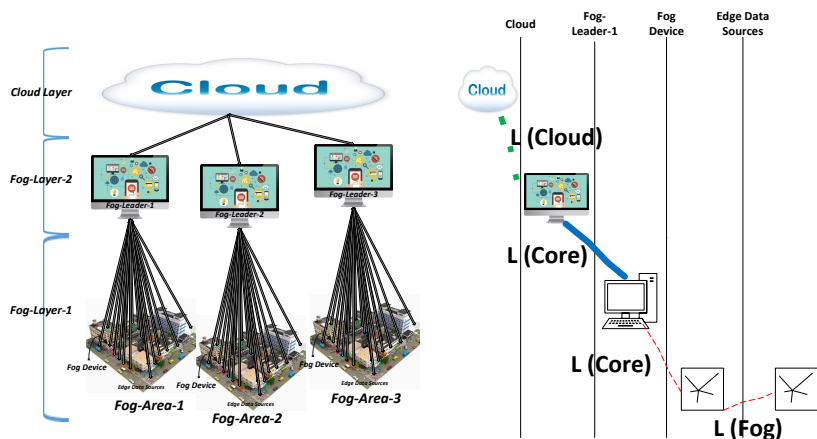 Cloud Layer
Cloud
Fog-Layer-2
Fog-Leader-1
Fog-Leader-2
Fog-Leader-3
Fog-Layer-1
Fog Device
Edge Data Sources
Fog-Area-1
Fog Device
Edge Data Sources
Fog-Area-2
Fog Device
Edge Data Sources
Fog-Area-3
Cloud
Fog-
Leader-1
Fog
Device
Edge Data
Sources
Cloud
L (Cloud)
L (Core)
L (Core)
L (Fog)